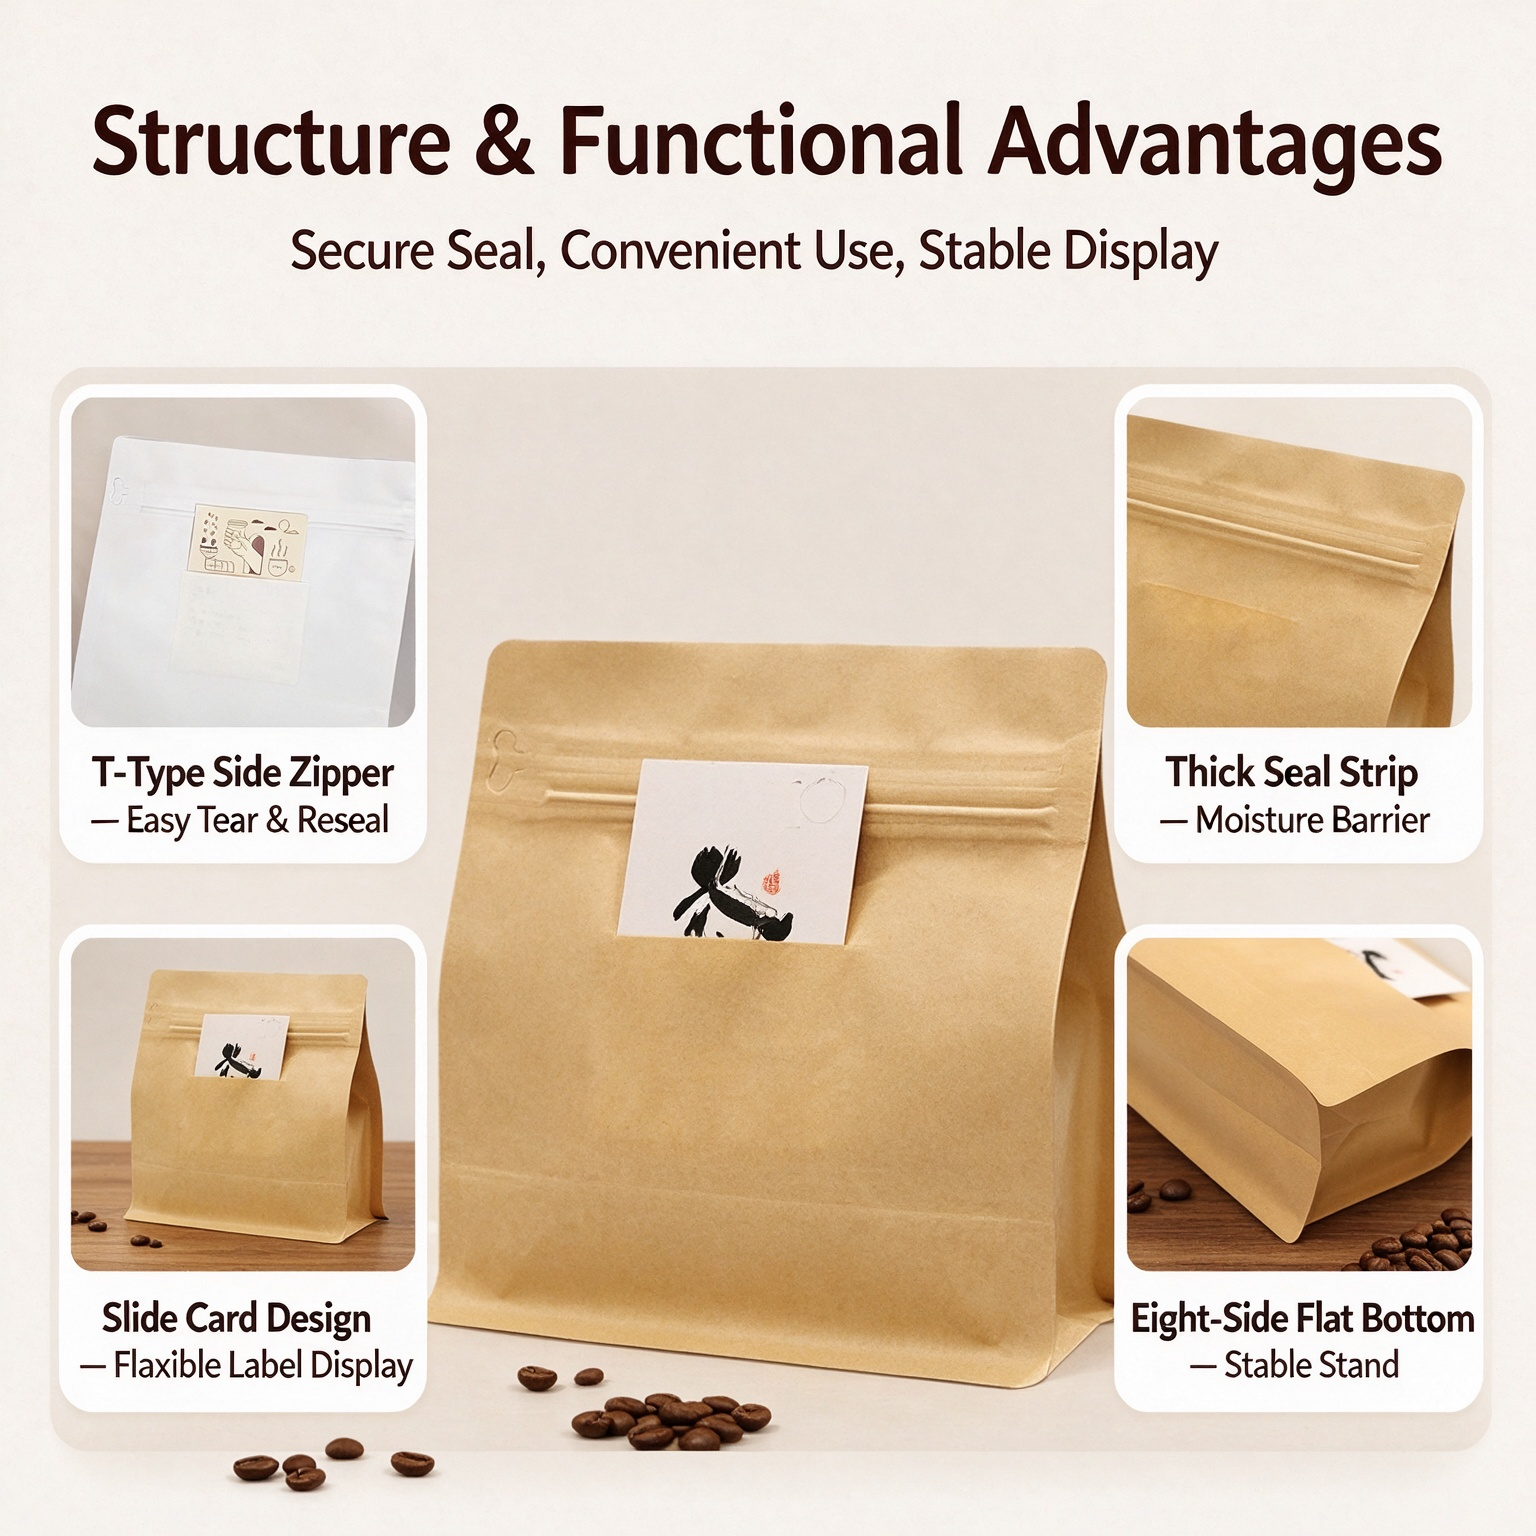 Structure & Functional Advantages
Secure Seal, Convenient Use, Stable Display
T-Type Side Zipper
— Easy Tear & Reseal
Thick Seal Strip
— Moisture Barrier
Slide Card Design
— Flaxible Label Display
Eight-Side Flat Bottom
— Stable Stand